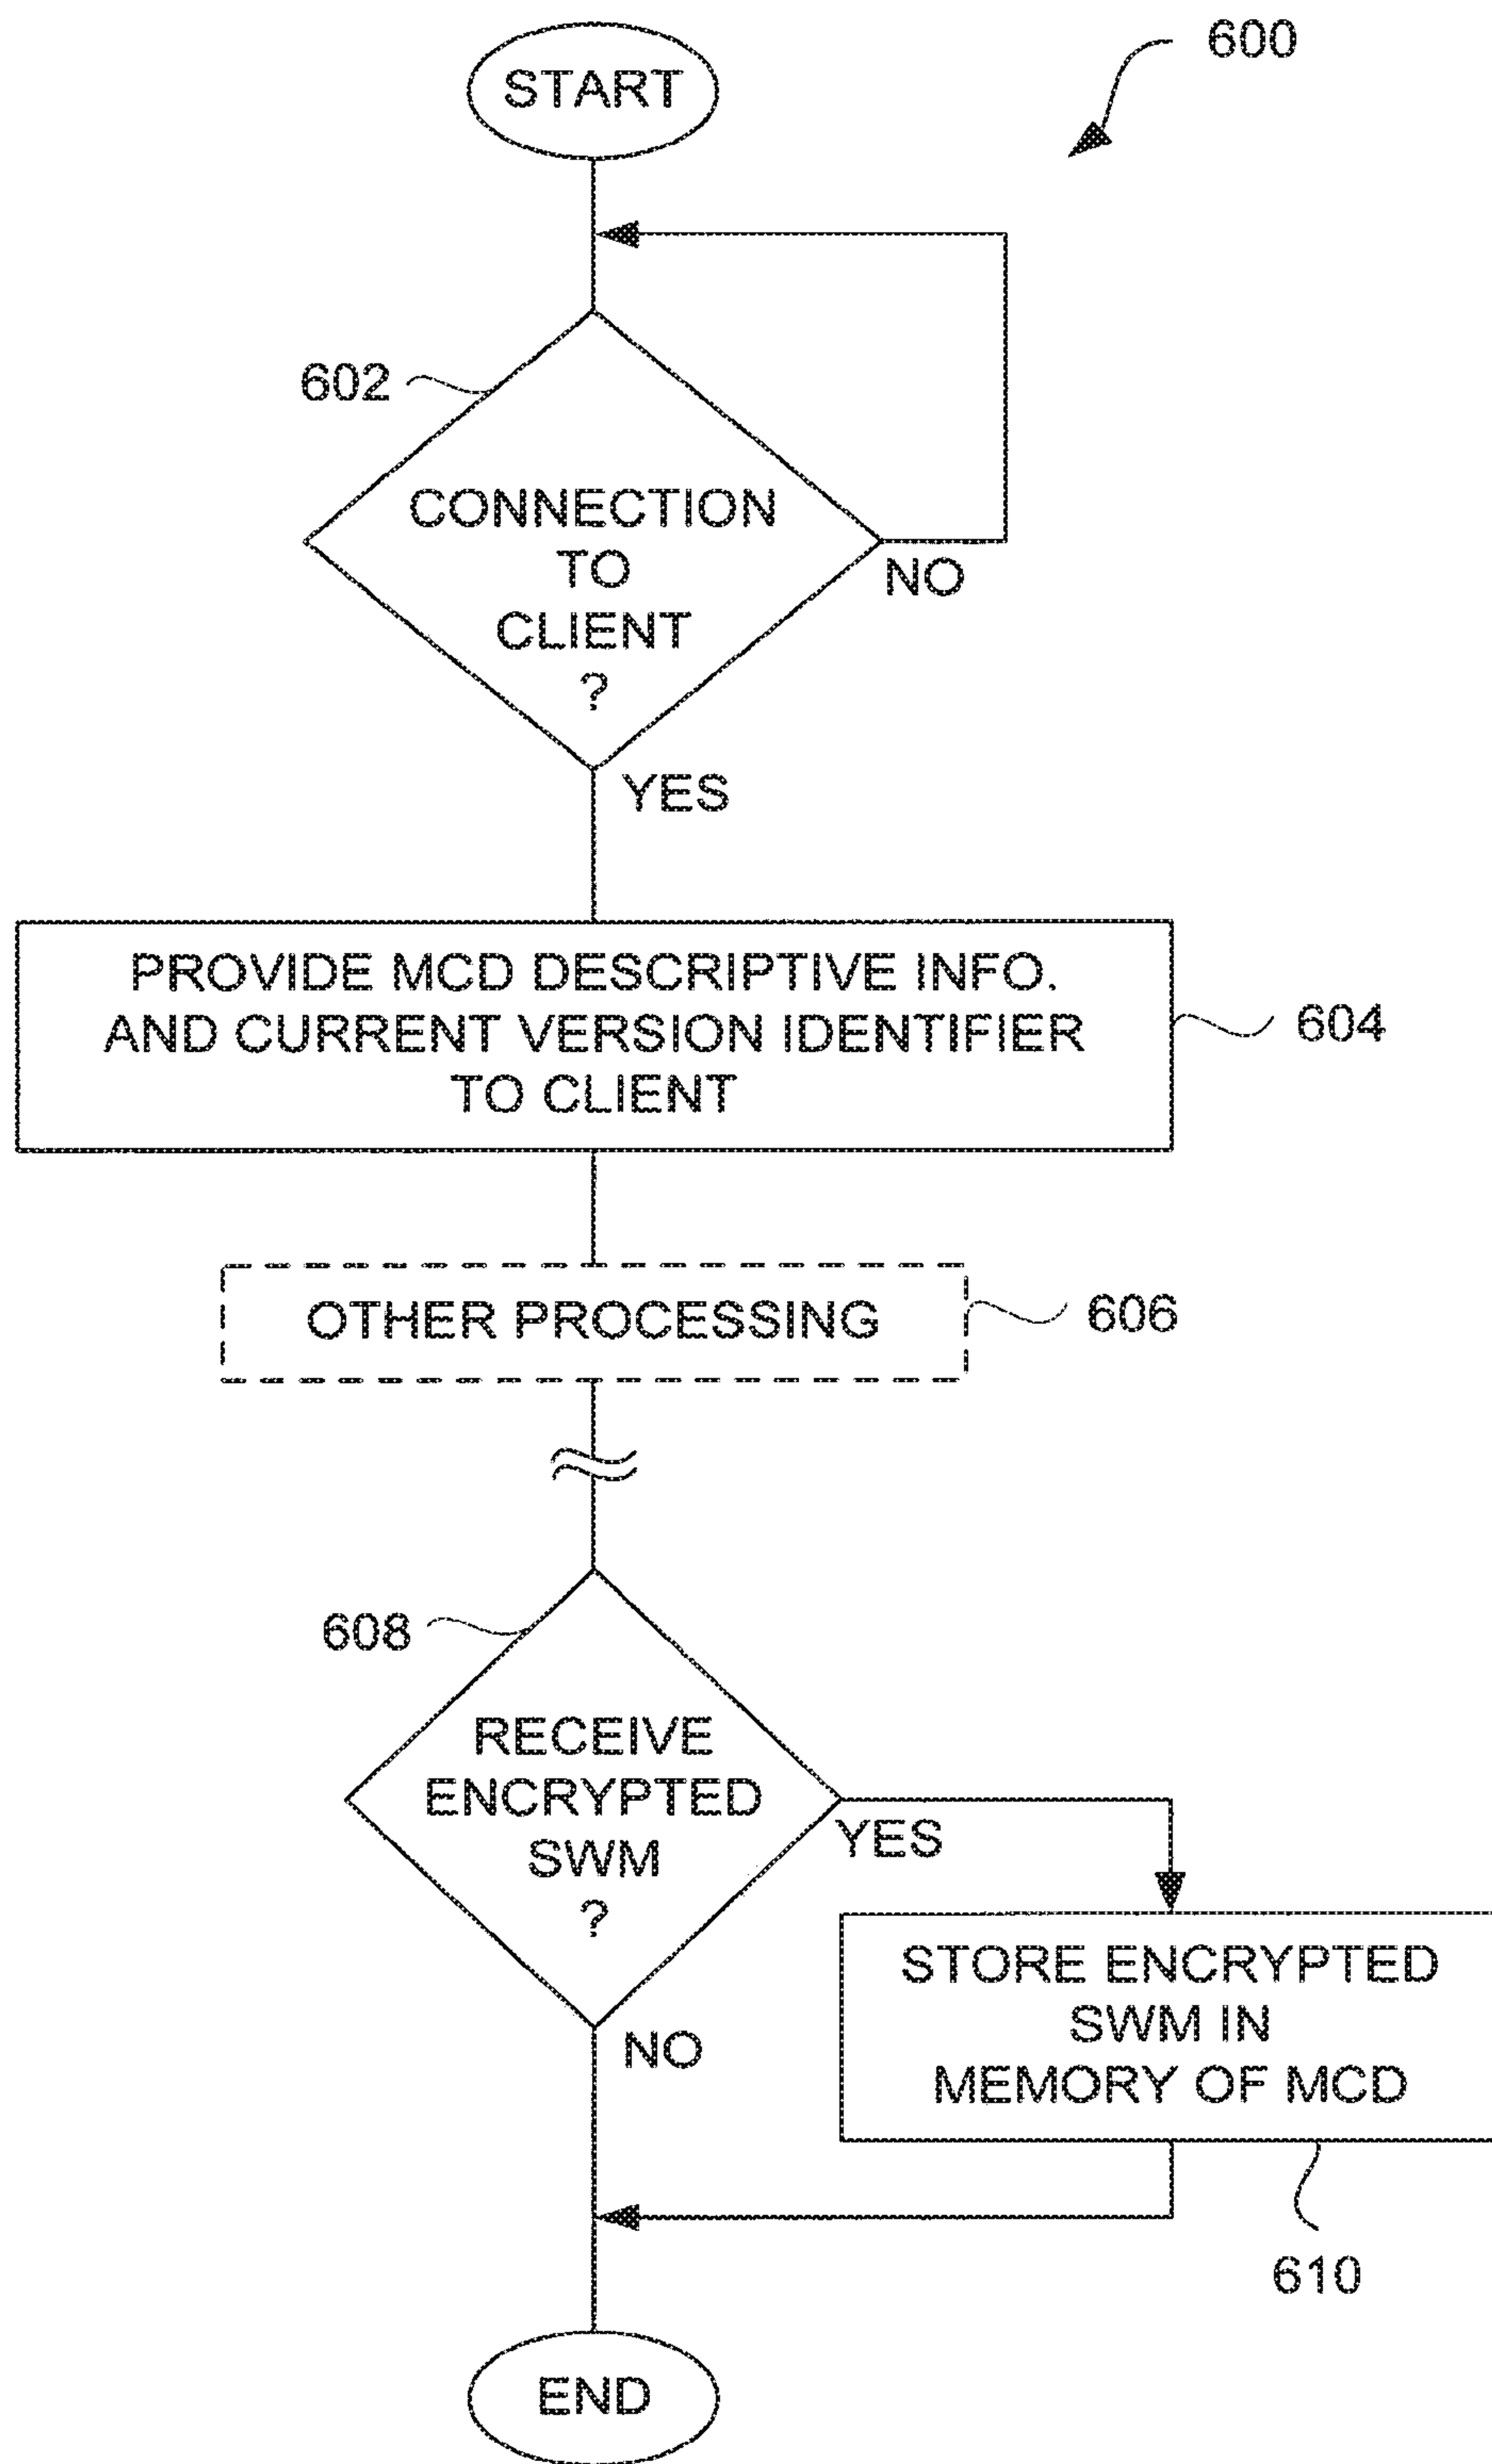 START
600
602
CONNECTION
TO
CLIENT
?
NO
YES
PROVIDE MCD DESCRIPTIVE INFO.
AND CURRENT VERSION IDENTIFIER
TO CLIENT
604
OTHER PROCESSING
606
608
RECEIVE
ENCRYPTED
SWM
?
YES
NO
STORE ENCRYPTED
SWM IN
MEMORY OF MCD
610
END